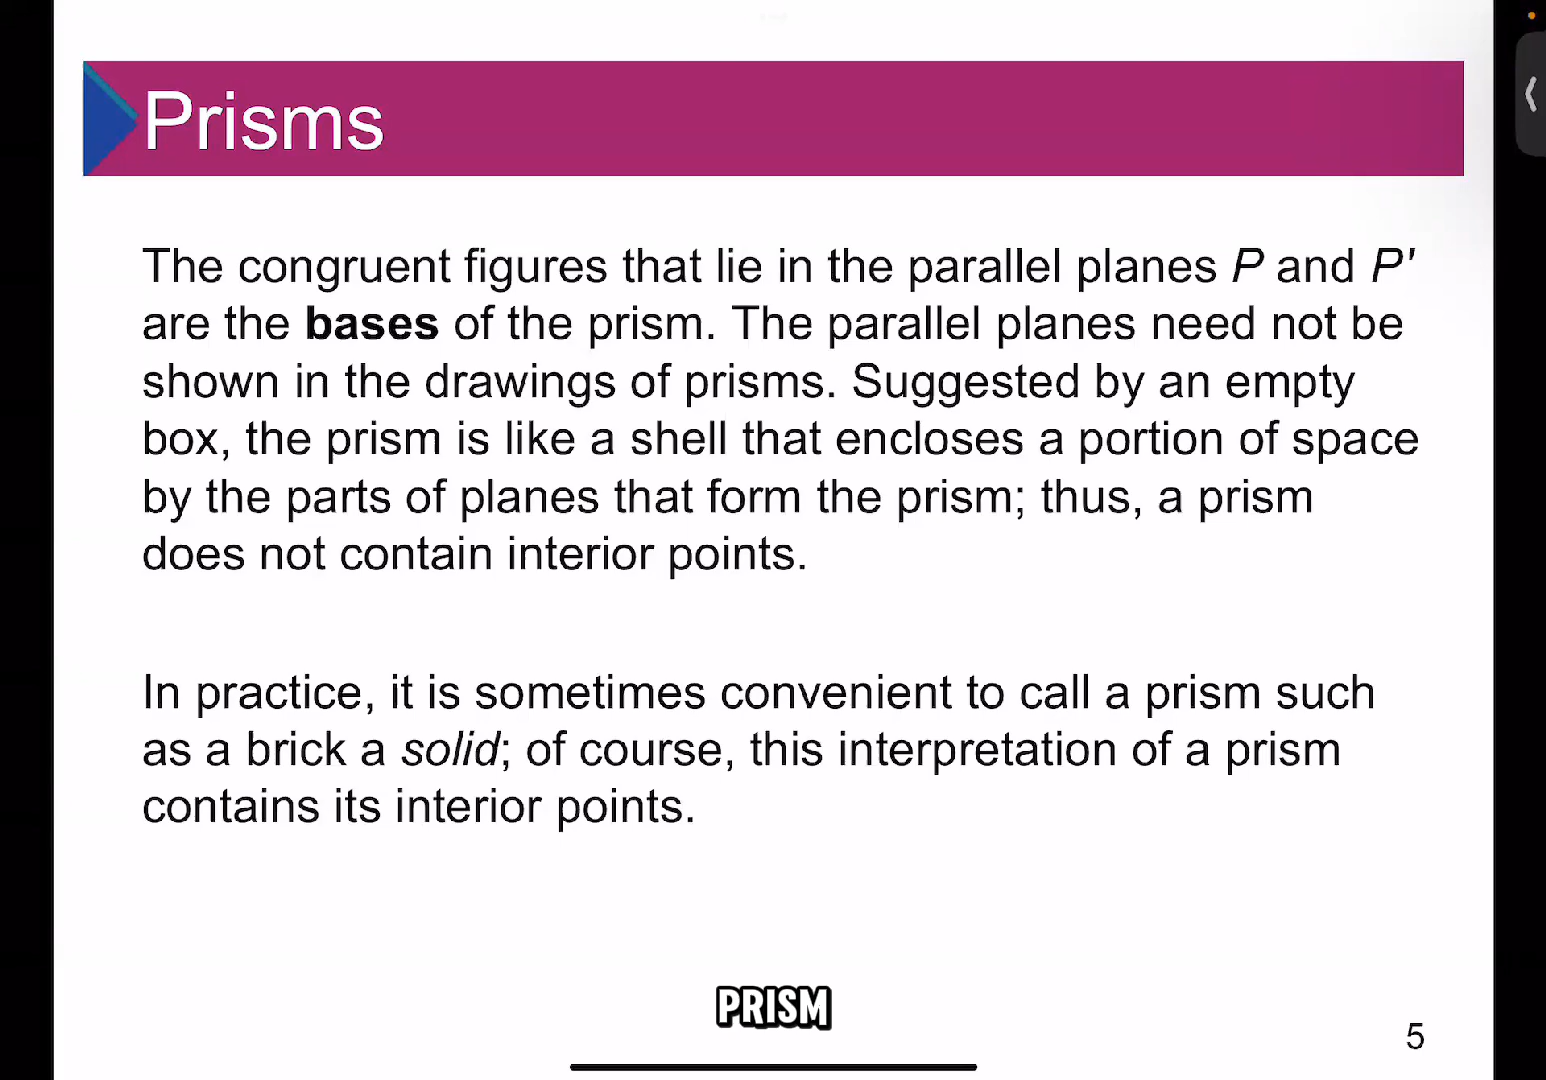 Prisms
The congruent figures that lie in the parallel planes P and P'
are the bases of the prism. The parallel planes need not be
shown in the drawings of prisms. Suggested by an empty
box, the prism is like a shell that encloses a portion of space
by the parts of planes that form the prism; thus, a prism
does not contain interior points.
In practice, it is sometimes convenient to call a prism such
as a brick a solid; of course, this interpretation of a prism
contains its interior points.
PRISM
5